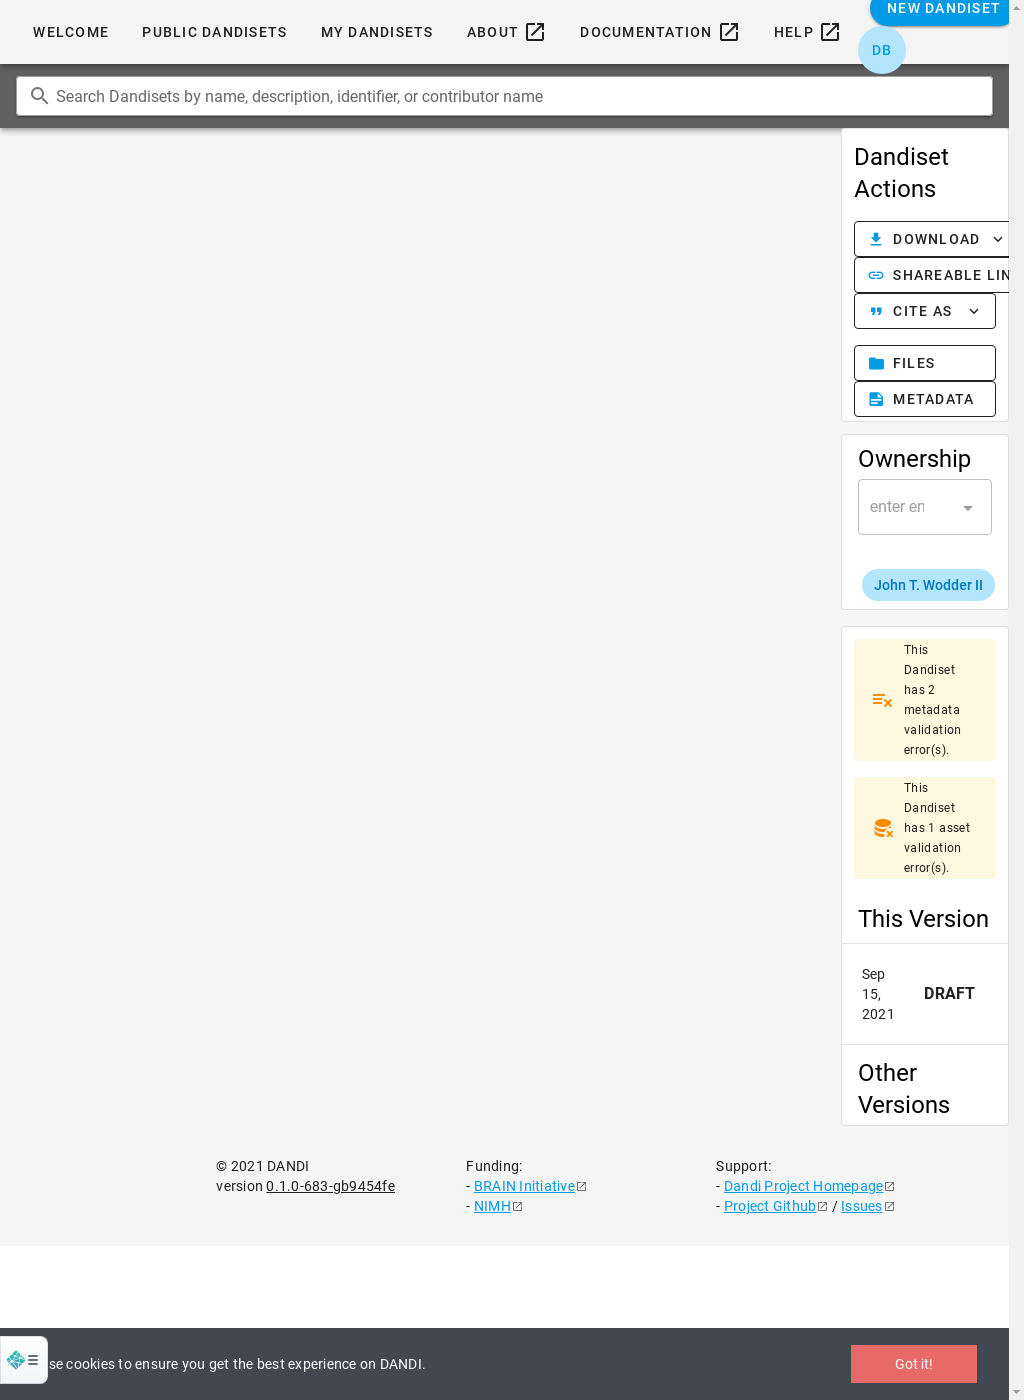 WELCOME PUBLIC DANDISETS MY DANDISETS ABOUT DOCUMENTATION HELP NEW DANDISET
DB
Search Dandisets by name, description, identifier, or contributor name
Dandiset
Actions
DOWNLOAD
SHAREABLE LIN
CITE AS
FILES
METADATA
Ownership
enter en
John T. Wodder II
This
Dandiset
has 2
metadata
validation
error(s).
This
Dandiset
has 1 asset
validation
error(s).
This Version
Sep
15,
2021
DRAFT
Other
Versions
© 2021 DANDI
version 0.1.0-683-gb9454fe
Funding:
- BRAIN Initiative
- NIMH
Support:
- Dandi Project Homepage
- Project Github / Issues
se cookies to ensure you get the best experience on DANDI.
Got it!